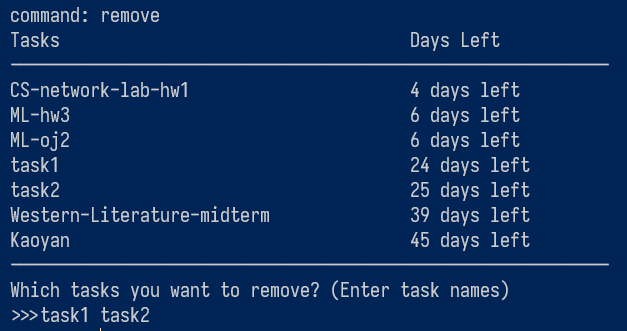 command: remove
Tasks Days Left
CS-network-lab-hw1 4 days left
ML-hw3 6 days left
ML-oj2 6 days left
task1 24 days left
task2 25 days left
Western-Literature-midterm 39 days left
Kaoyan 45 days left
Which tasks you want to remove? (Enter task names)
>>>task1 task2